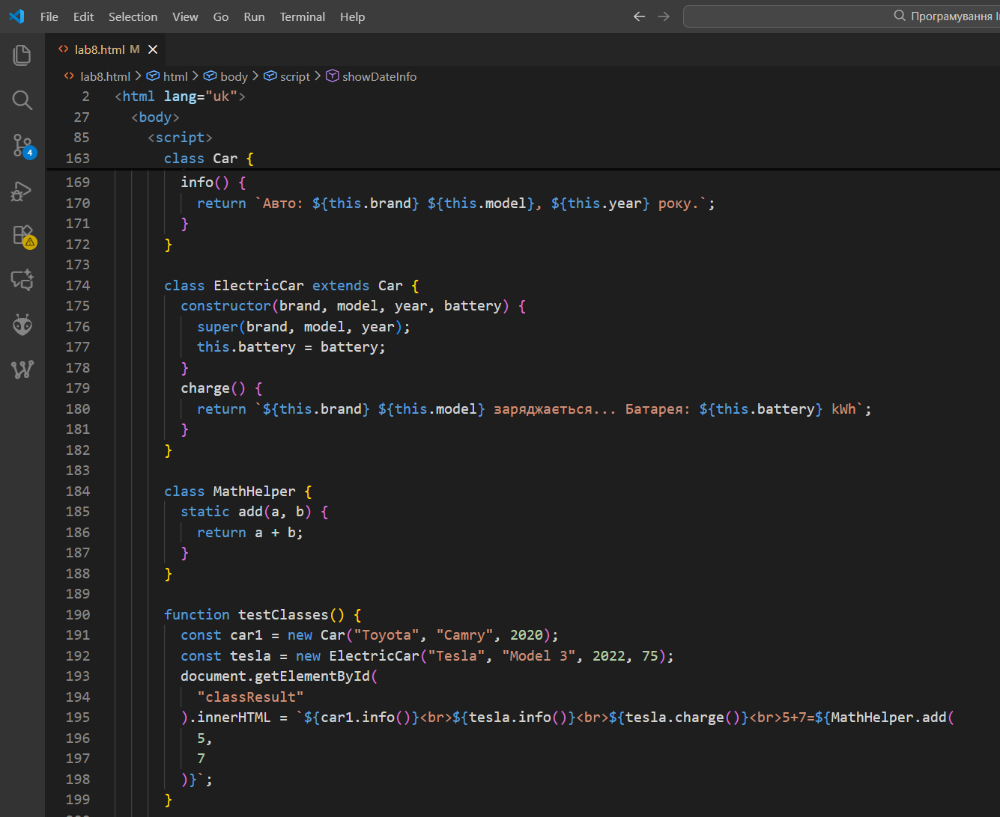 File Edit Selection View Go Run Terminal Help
Програмування
lab8.html M
lab8.html > html > body > script > showDateInfo
2 <html lang="uk">
27 <body>
85 <script>
163 class Car {
169 info() {
170 return `Авто: ${this.brand} ${this.model}, ${this.year} року.`;
171 }
172 }
173
174 class ElectricCar extends Car {
175 constructor(brand, model, year, battery) {
176 super(brand, model, year);
177 this.battery = battery;
178 }
179 charge() {
180 return `${this.brand} ${this.model} заряджається... Батарея: ${this.battery} kWh`;
181 }
182 }
183
184 class MathHelper {
185 static add(a, b) {
186 return a + b;
187 }
188 }
189
190 function testClasses() {
191 const car1 = new Car("Toyota", "Camry", 2020);
192 const tesla = new ElectricCar("Tesla", "Model 3", 2022, 75);
193 document.getElementById(
194 "classResult"
195 ).innerHTML = `${car1.info()}<br>${tesla.info()}<br>${tesla.charge()}<br>5+7=${MathHelper.add(
196 5,
197 7
198 )}`;
199 }
4